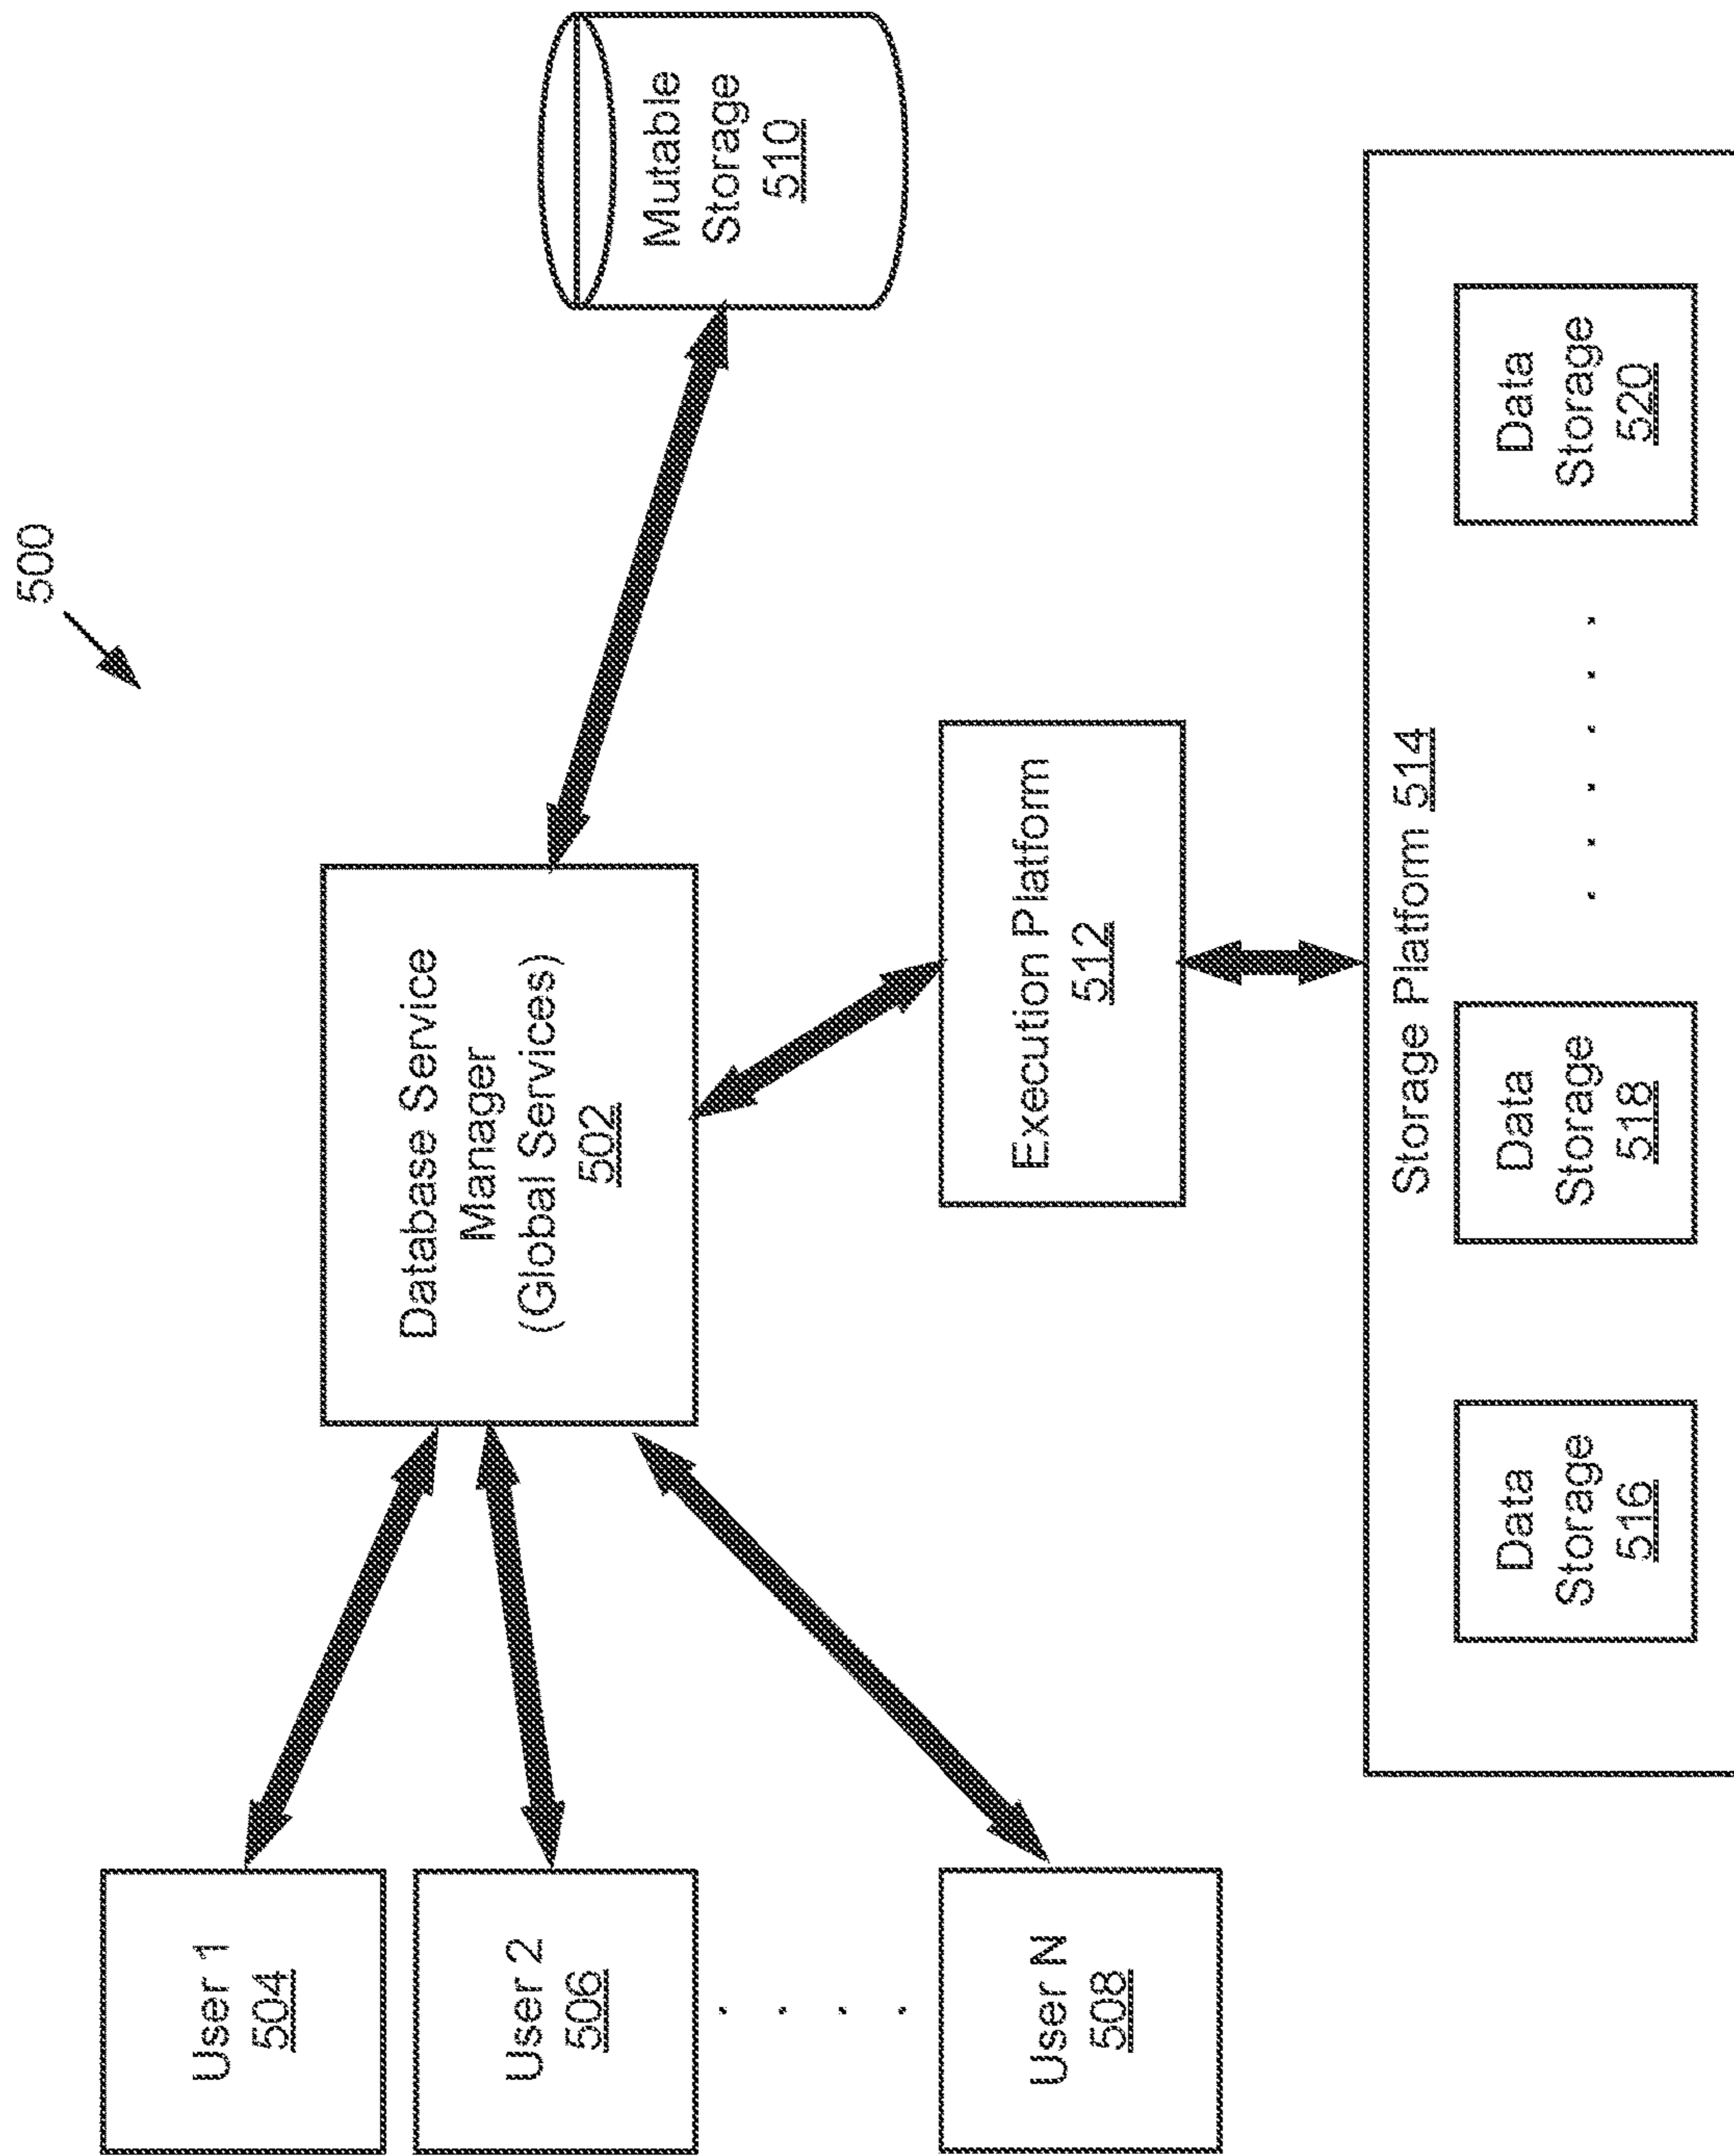 500
User 1
504
User 2
506
User N
508
Database Service
Manager
(Global Services)
502
Mutable
Storage
510
Execution Platform
512
Storage Platform 514
Data
Storage
516
Data
Storage
518
Data
Storage
520